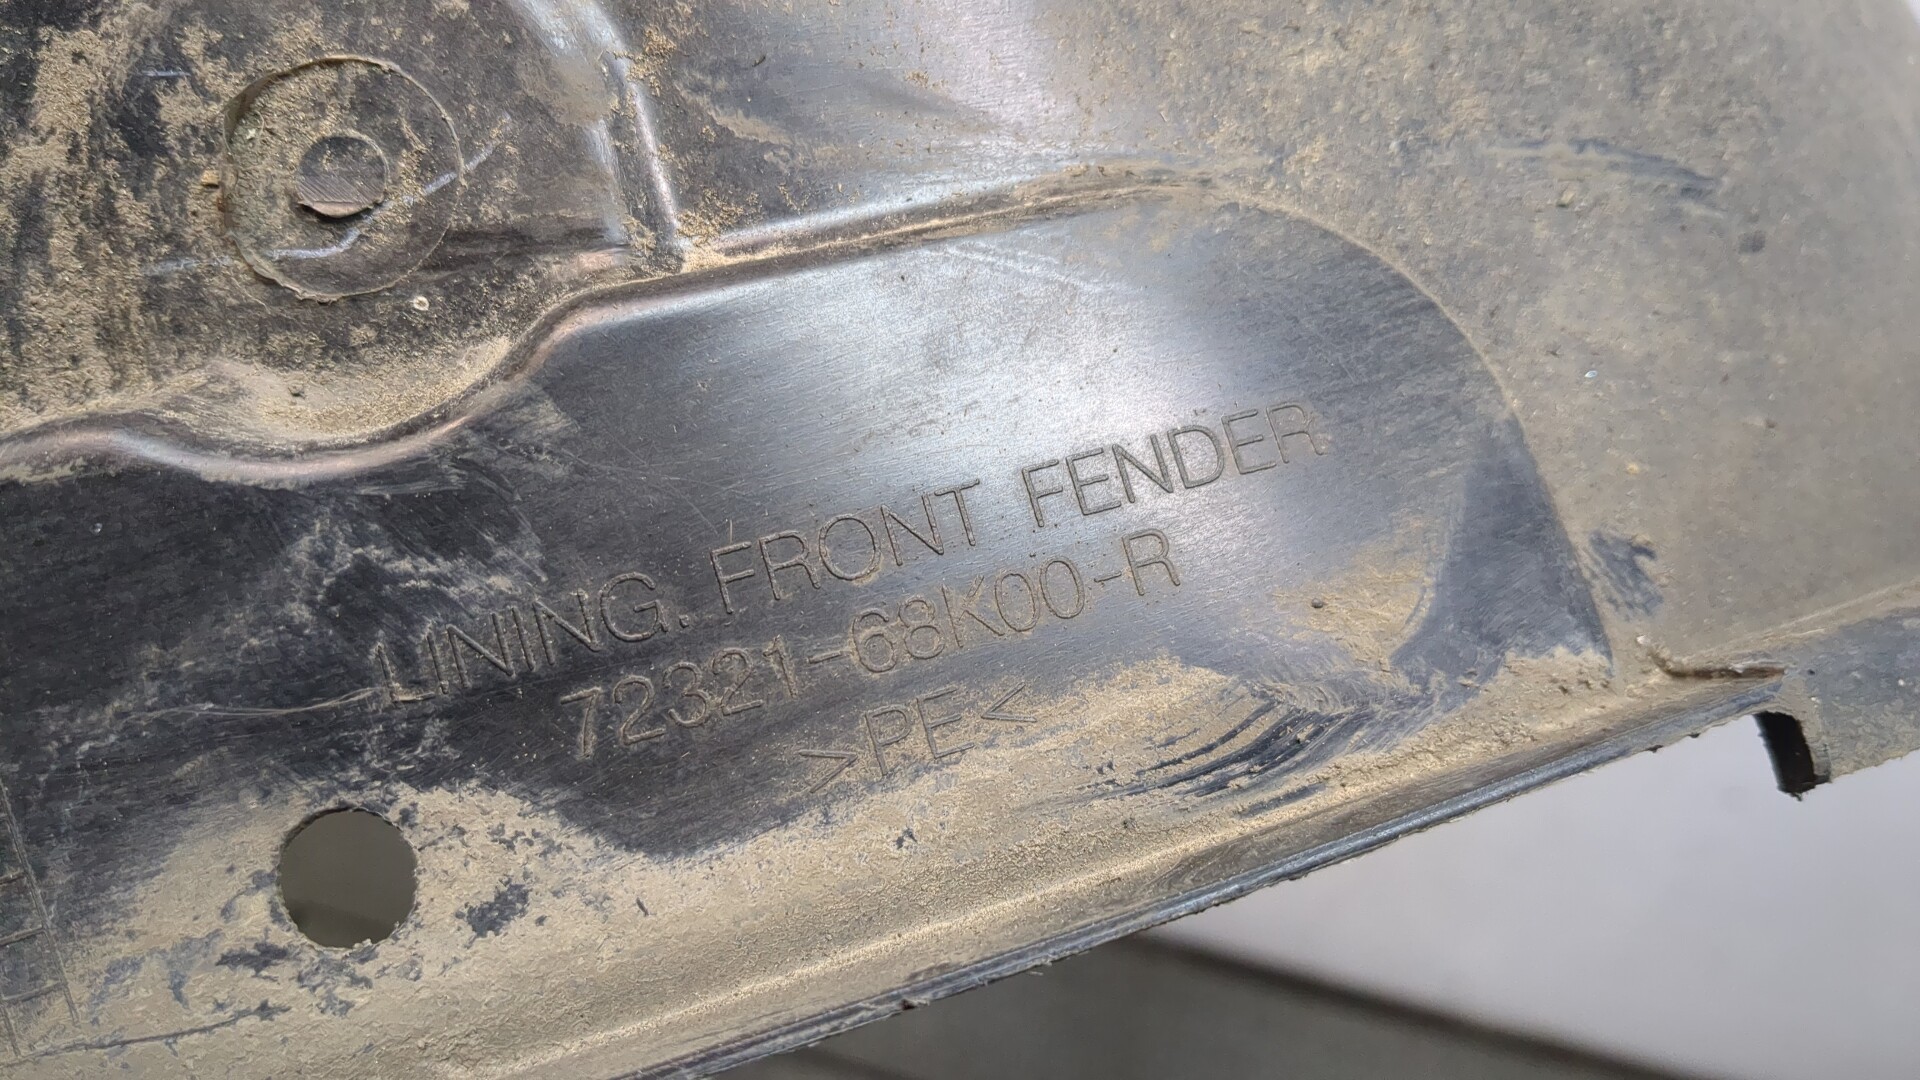 LINING, FRONT FENDER
72321-68K00-R
>PE<